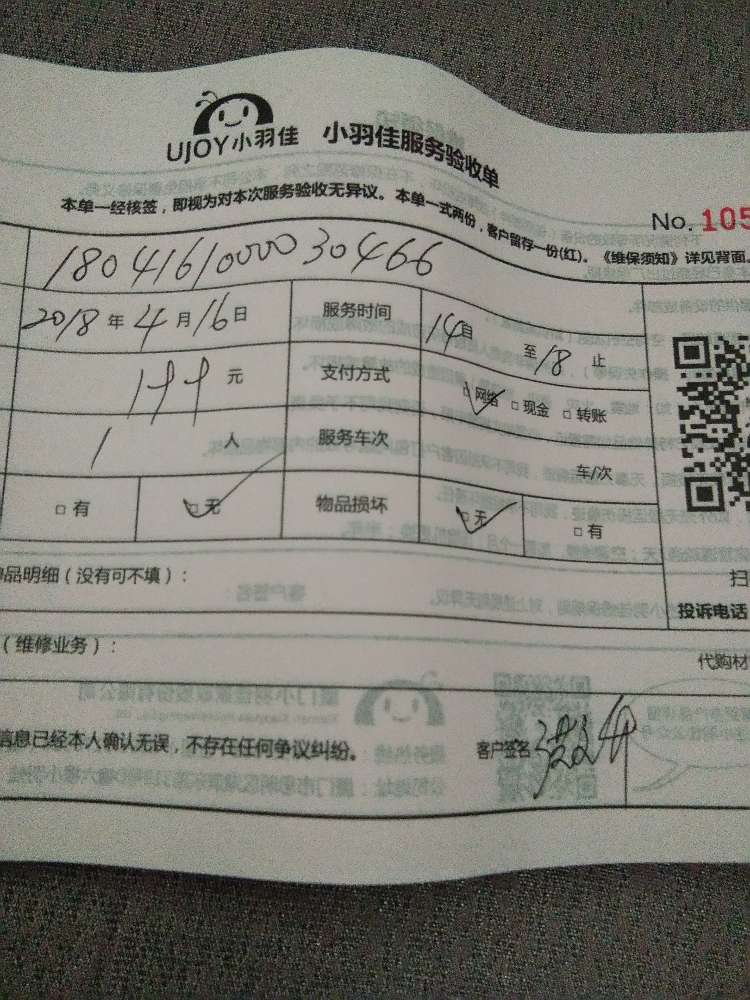 UJOY小羽佳 小羽佳服务验收单
本单一经核签，即视为对本次服务验收无异议。本单一式两份，客户留存一份(红)。《维保须知》详见背面。
No. 105
18041610000030466
2018年4月16日 服务时间 14自 至18止
元 支付方式 ☑网络 □现金 □转账
1人 服务车次 车/次
□有 ☑无 物品损坏 ☑无 □有
品明细（没有可不填）：
扫
投诉电话
（维修业务）：
代购材
信息已经本人确认无误，不存在任何争议纠纷。 客户签名